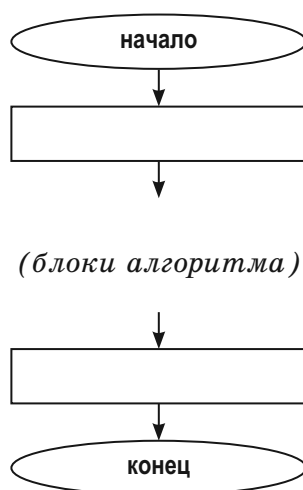 начало
(блоки алгоритма)
конец